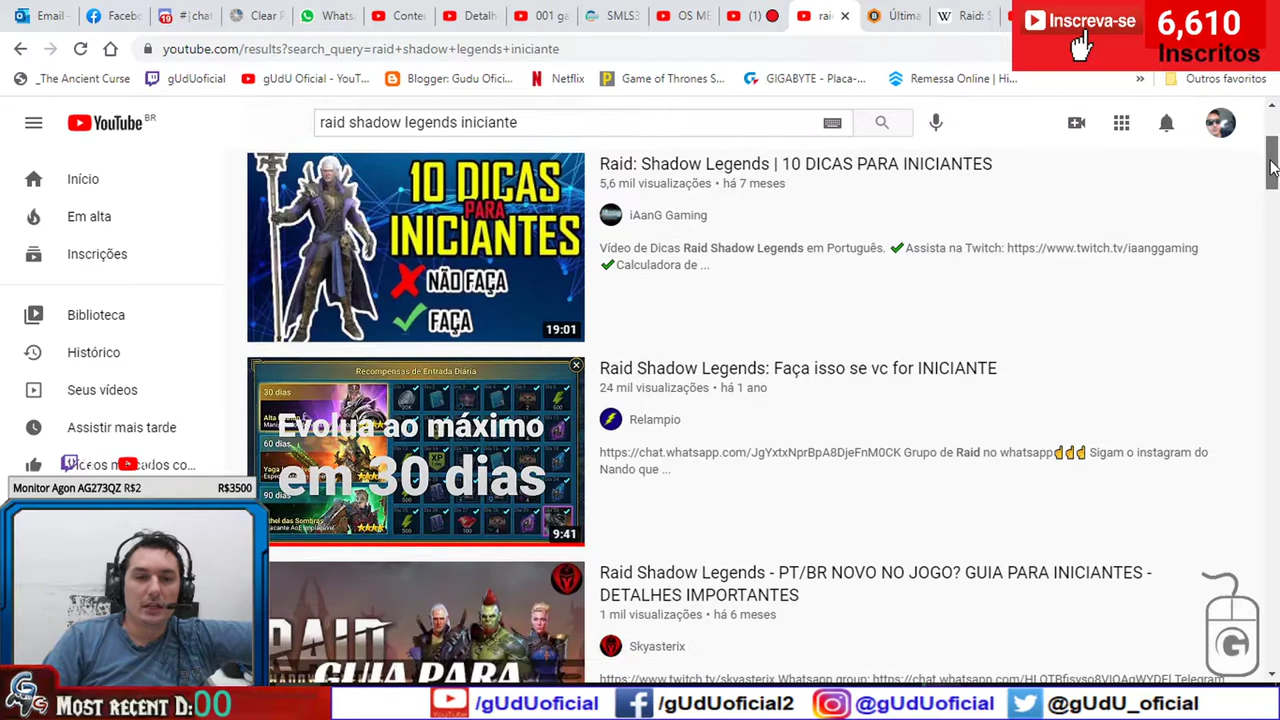 Email -
Faceb
19
#┆chat
Clear P
Whats
Conteu
Detalh
001 ga
SMLS3
OS ME
(1)
rai
Última
Raid: S
Inscreva-se
6,610
Inscritos
youtube.com/results?search_query=raid+shadow+legends+iniciante
_The Ancient Curse
gUdUoficial
gUdU Oficial - YouT...
Blogger: Gudu Ofici...
Netflix
Game of Thrones S...
GIGABYTE - Placa-...
Remessa Online | Hi...
»
Outros favoritos
YouTube BR
raid shadow legends iniciante
Início
Em alta
Inscrições
Biblioteca
Histórico
Seus vídeos
Assistir mais tarde
10 DICAS
PARA
INICIANTES
NÃO FAÇA
FAÇA
19:01
Raid: Shadow Legends | 10 DICAS PARA INICIANTES
5,6 mil visualizações • há 7 meses
iAanG Gaming
Vídeo de Dicas Raid Shadow Legends em Português. ✔Assista na Twitch: https://www.twitch.tv/iaanggaming
✔Calculadora de ...
Recompensas de Entrada Diária
30 dias
60 dias
90 dias
Evolua ao máximo
em 30 dias
9:41
Raid Shadow Legends: Faça isso se vc for INICIANTE
24 mil visualizações • há 1 ano
Relampio
https://chat.whatsapp.com/JgYxtxNprBpA8DjeFnM0CK Grupo de Raid no whatsapp👆👆👆 Sigam o instagram do
Nando que ...
RAID
GUIA PARA
Raid Shadow Legends - PT/BR NOVO NO JOGO? GUIA PARA INICIANTES -
DETALHES IMPORTANTES
1 mil visualizações • há 6 meses
Skyasterix
Monitor Agon AG273QZ R$2
R$3500
G
MOST RECENT D: 00
/gUdUoficial
/gUdUoficial2
@gUdUoficial
@gUdU_oficial